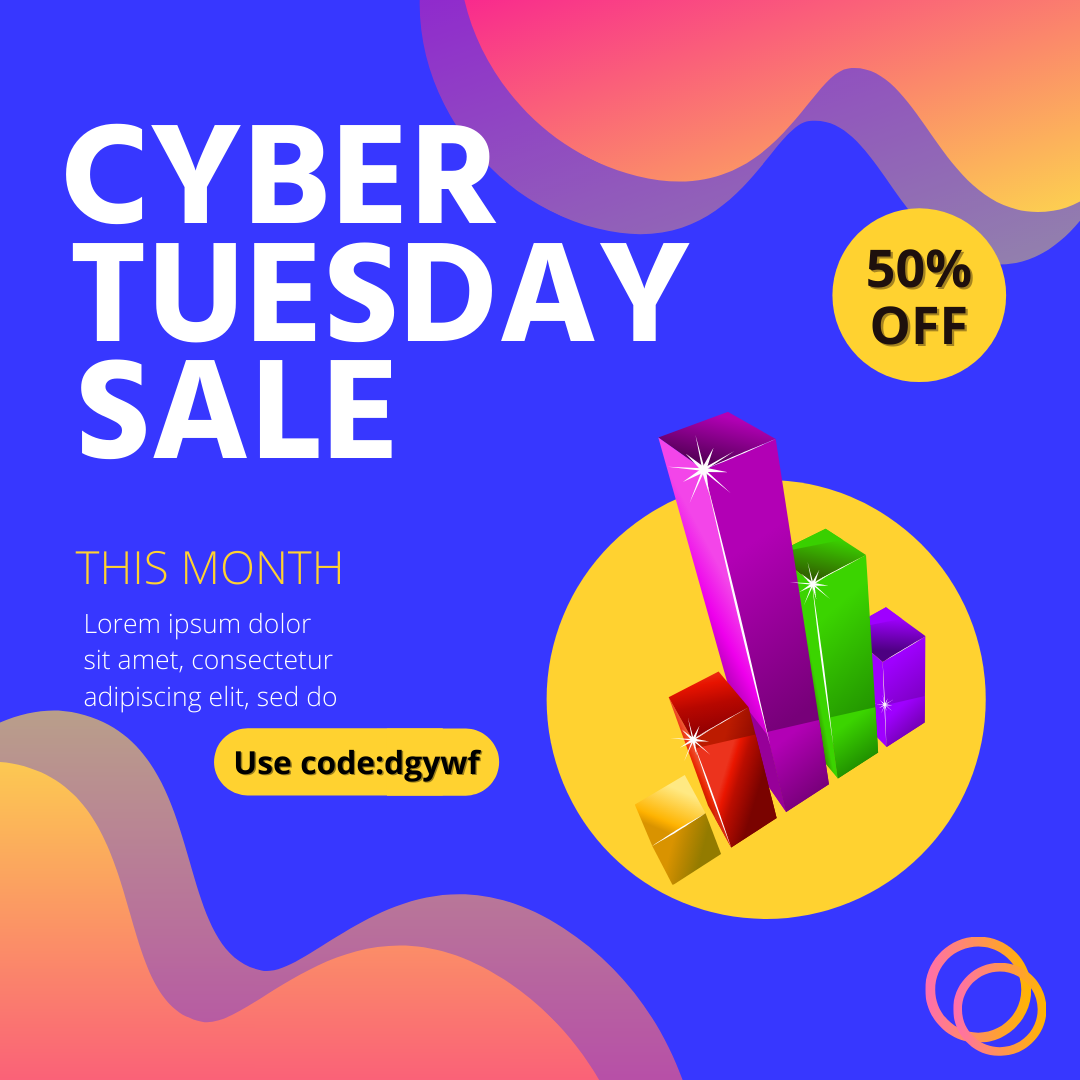 CYBER
TUESDAY
SALE
50%
OFF
THIS MONTH
Lorem ipsum dolor
sit amet, consectetur
adipiscing elit, sed do
Use code:dgywf